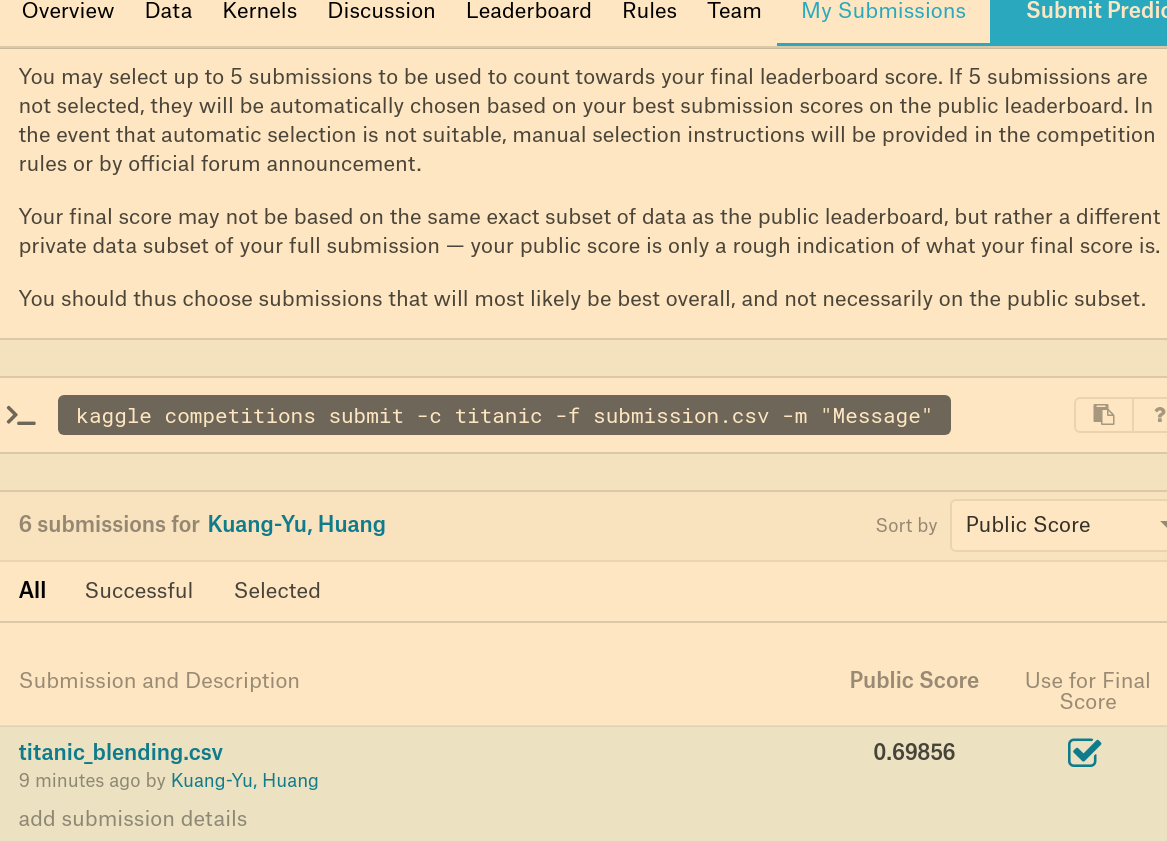 Overview Data Kernels Discussion Leaderboard Rules Team My Submissions Submit Predic
You may select up to 5 submissions to be used to count towards your final leaderboard score. If 5 submissions are
not selected, they will be automatically chosen based on your best submission scores on the public leaderboard. In
the event that automatic selection is not suitable, manual selection instructions will be provided in the competition
rules or by official forum announcement.
Your final score may not be based on the same exact subset of data as the public leaderboard, but rather a different
private data subset of your full submission — your public score is only a rough indication of what your final score is.
You should thus choose submissions that will most likely be best overall, and not necessarily on the public subset.
>_ kaggle competitions submit -c titanic -f submission.csv -m "Message" ?
6 submissions for Kuang-Yu, Huang Sort by Public Score
All Successful Selected
Submission and Description Public Score Use for Final
Score
titanic_blending.csv 0.69856
9 minutes ago by Kuang-Yu, Huang
add submission details